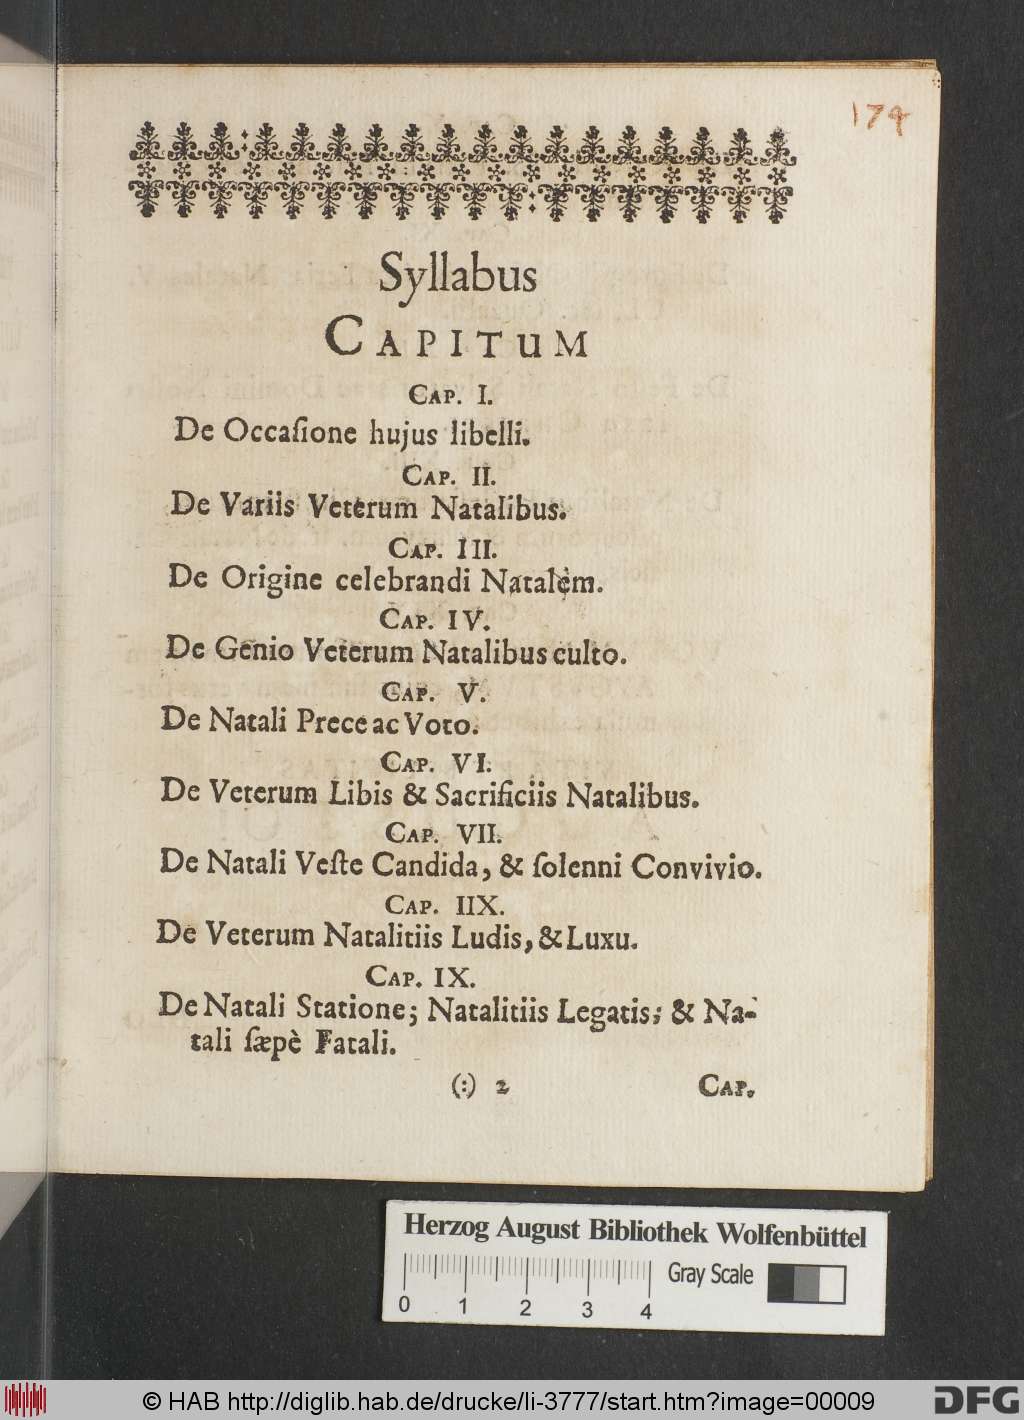 179
Syllabus
CAPITUM
CAP. I.
De Occaſione hujus libelli.
CAP. II.
De Variis Veterum Natalibus.
CAP. III.
De Origine celebrandi Natalem.
CAP. IV.
De Genio Veterum Natalibus culto.
CAP. V.
De Natali Prece ac Voto.
CAP. VI.
De Veterum Libis & Sacrificiis Natalibus.
CAP. VII.
De Natali Veſte Candida, & ſolenni Convivio.
CAP. IIX.
De Veterum Natalitiis Ludis, & Luxu.
CAP. IX.
De Natali Statione; Natalitiis Legatis; & Na-
tali ſæpè Fatali.
(:) 2 CAP.
Herzog August Bibliothek Wolfenbüttel
Gray Scale
0 1 2 3 4
© HAB http://diglib.hab.de/drucke/li-3777/start.htm?image=00009
DFG